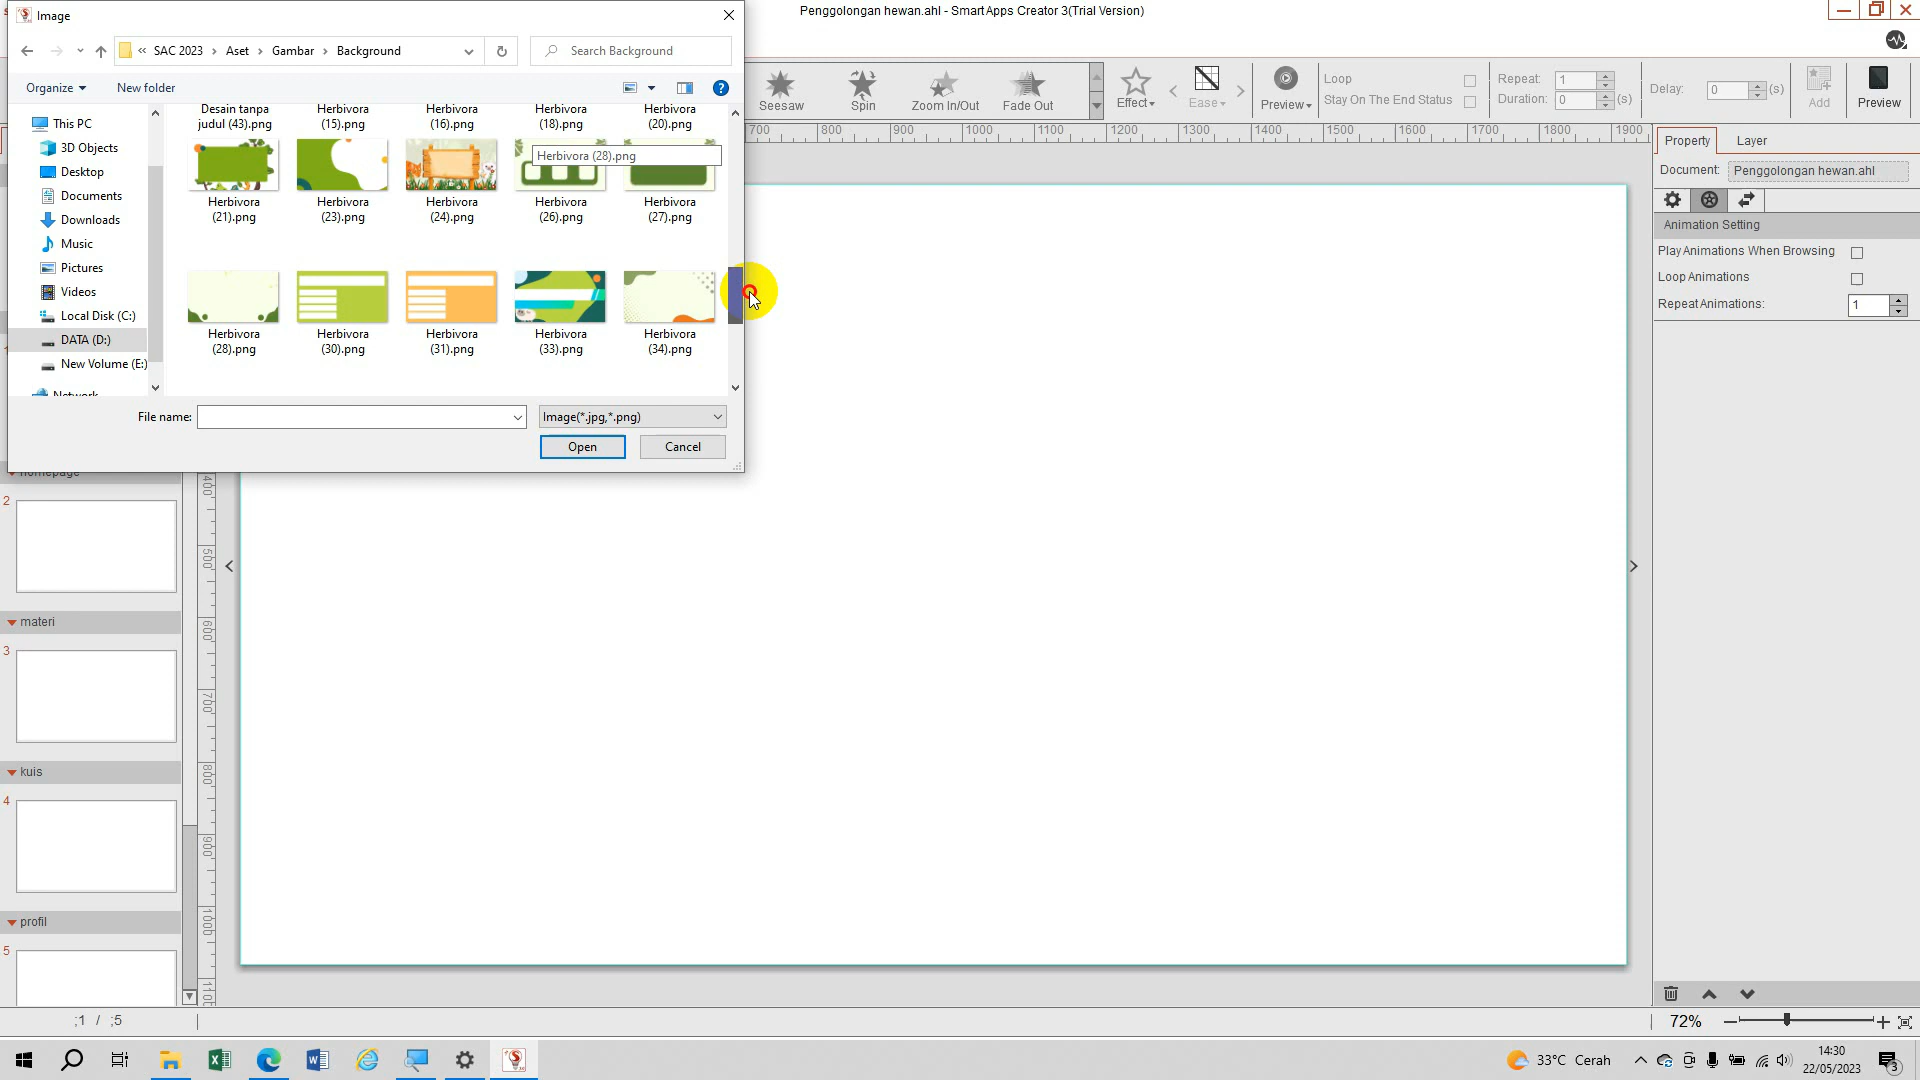 Image
Penggolongan hewan.ahl - SmartApps Creator 3(Trial Version)
« SAC 2023 › Aset › Gambar › Background
Search Background
Organize
New folder
This PC
3D Objects
Desktop
Documents
Downloads
Music
Pictures
Videos
Local Disk (C:)
DATA (D:)
New Volume (E:)
Network
Desain tanpa judul (43).png
Herbivora (15).png
Herbivora (16).png
Herbivora (18).png
Herbivora (20).png
Herbivora (28).png
Herbivora (21).png
Herbivora (23).png
Herbivora (24).png
Herbivora (26).png
Herbivora (27).png
Herbivora (28).png
Herbivora (30).png
Herbivora (31).png
Herbivora (33).png
Herbivora (34).png
File name:
Image(*.jpg,*.png)
Open
Cancel
Seesaw
Spin
Zoom In/Out
Fade Out
Effect
Ease
Preview
Loop
Stay On The End Status
Repeat: 1
Duration: 0 (s)
Delay: 0 (s)
Add
Preview
700 800 900 1000 1100 1200 1300 1400 1500 1600 1700 1800 1900
Property
Layer
Document: Penggolongan hewan.ahl
Animation Setting
Play Animations When Browsing
Loop Animations
Repeat Animations: 1
homepage
2
materi
3
kuis
4
profil
5
400
500
600
700
800
900
1000
;1 / ;5
72%
33°C Cerah
14:30
22/05/2023
3